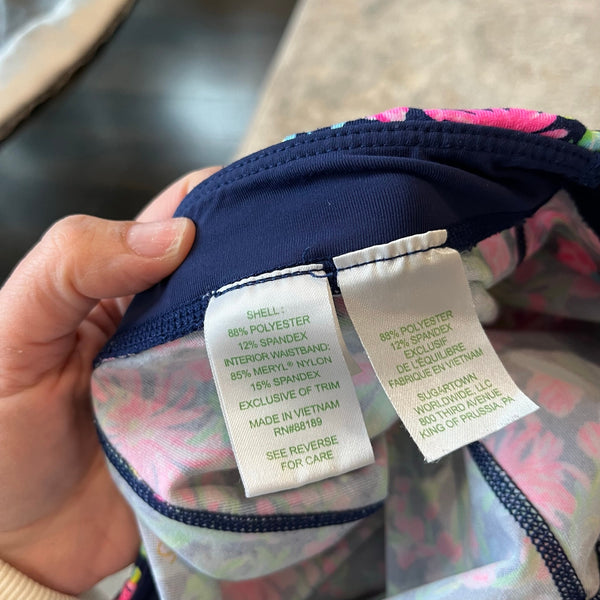 SHELL :
88% POLYESTER
12% SPANDEX
INTERIOR WAISTBAND:
85% MERYL® NYLON
15% SPANDEX
EXCLUSIVE OF TRIM
MADE IN VIETNAM
RN#88189
SEE REVERSE
FOR CARE
88% POLYESTER
12% SPANDEX
EXCLUSIF
DE L'ÉQUILIBRE
FABRIQUE EN VIETNAM
SUGARTOWN
WORLDWIDE, LLC
800 THIRD AVENUE
KING OF PRUSSIA,PA